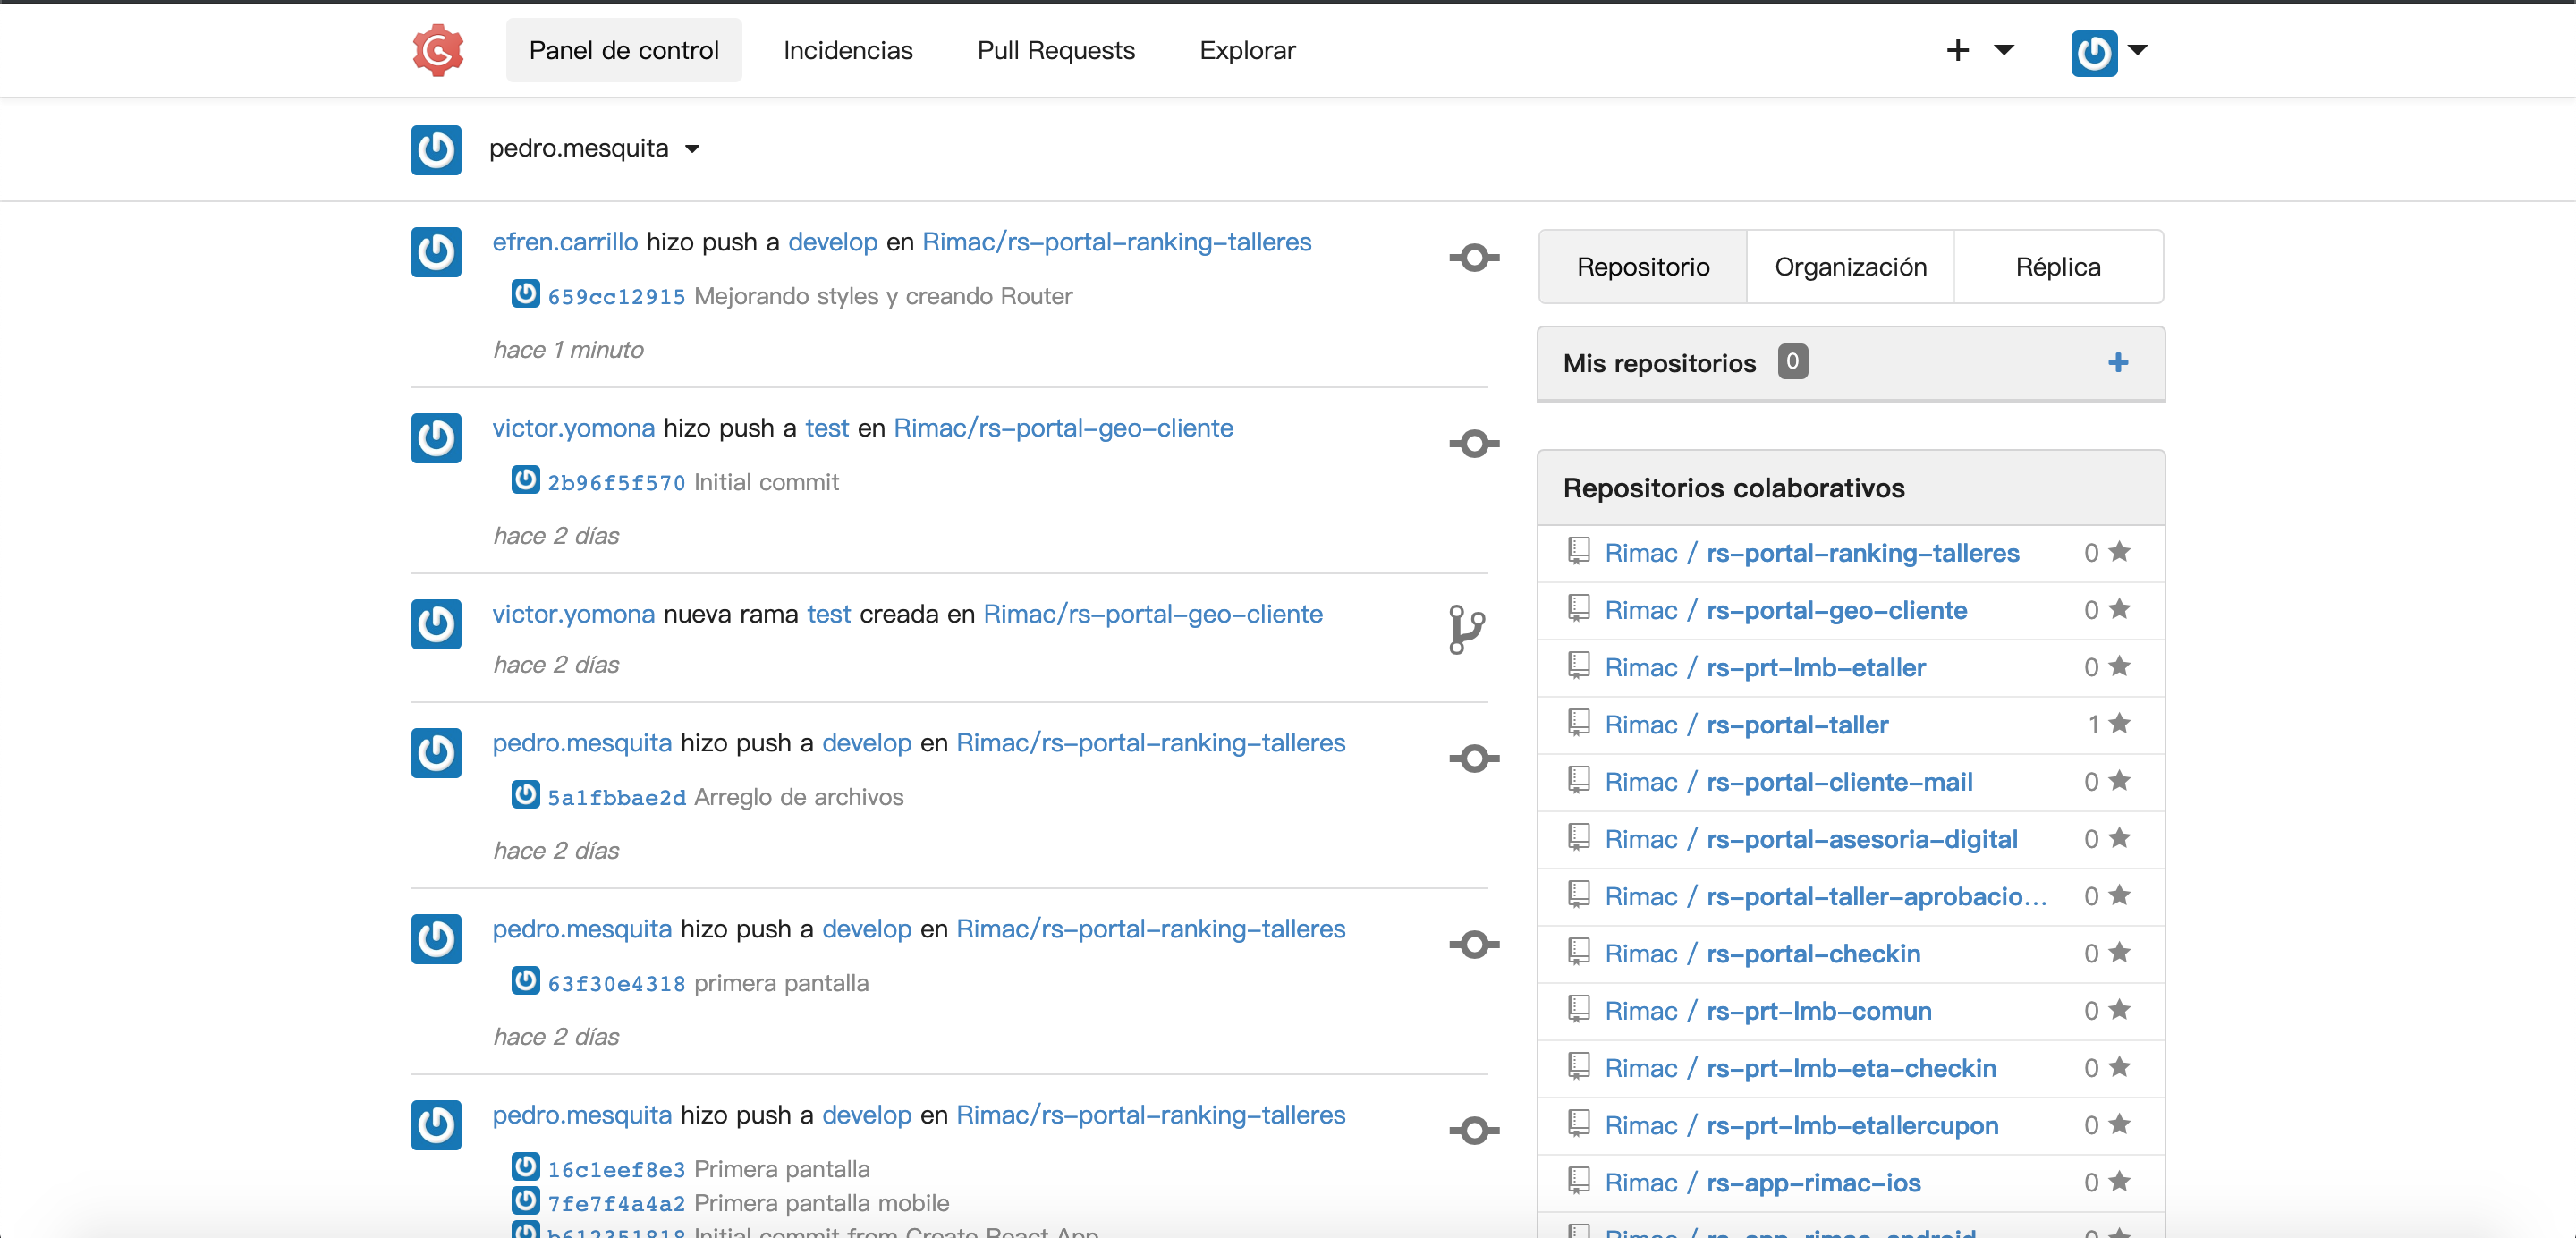 Panel de control Incidencias Pull Requests Explorar
pedro.mesquita
efren.carrillo hizo push a develop en Rimac/rs-portal-ranking-talleres
659cc12915 Mejorando styles y creando Router
hace 1 minuto
victor.yomona hizo push a test en Rimac/rs-portal-geo-cliente
2b96f5f570 Initial commit
hace 2 días
victor.yomona nueva rama test creada en Rimac/rs-portal-geo-cliente
hace 2 días
pedro.mesquita hizo push a develop en Rimac/rs-portal-ranking-talleres
5a1fbbae2d Arreglo de archivos
hace 2 días
pedro.mesquita hizo push a develop en Rimac/rs-portal-ranking-talleres
63f30e4318 primera pantalla
hace 2 días
pedro.mesquita hizo push a develop en Rimac/rs-portal-ranking-talleres
16c1eef8e3 Primera pantalla
7fe7f4a4a2 Primera pantalla mobile
b612351818 Initial commit from Create React App
Repositorio Organización Réplica
Mis repositorios 0
Repositorios colaborativos
Rimac / rs-portal-ranking-talleres 0
Rimac / rs-portal-geo-cliente 0
Rimac / rs-prt-lmb-etaller 0
Rimac / rs-portal-taller 1
Rimac / rs-portal-cliente-mail 0
Rimac / rs-portal-asesoria-digital 0
Rimac / rs-portal-taller-aprobacio... 0
Rimac / rs-portal-checkin 0
Rimac / rs-prt-lmb-comun 0
Rimac / rs-prt-lmb-eta-checkin 0
Rimac / rs-prt-lmb-etallercupon 0
Rimac / rs-app-rimac-ios 0
Rimac / rs-app-rimac-android 0